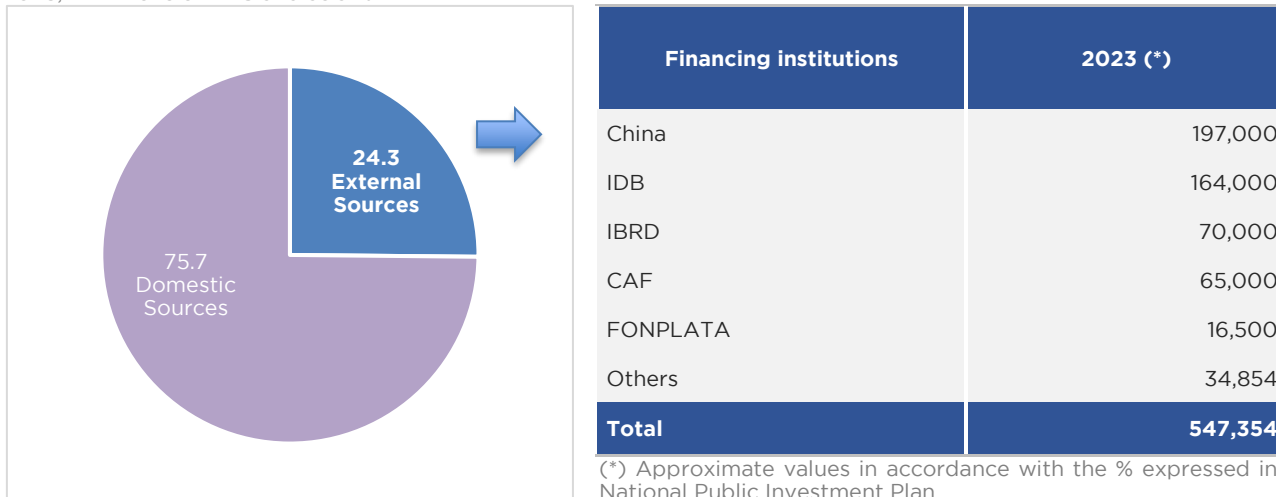 24.3
External
Sources
75.7
Domestic
Sources
Financing institutions 2023 (*)
China 197,000
IDB 164,000
IBRD 70,000
CAF 65,000
FONPLATA 16,500
Others 34,854
Total 547,354
(*) Approximate values in accordance with the % expressed in
National Public Investment Plan